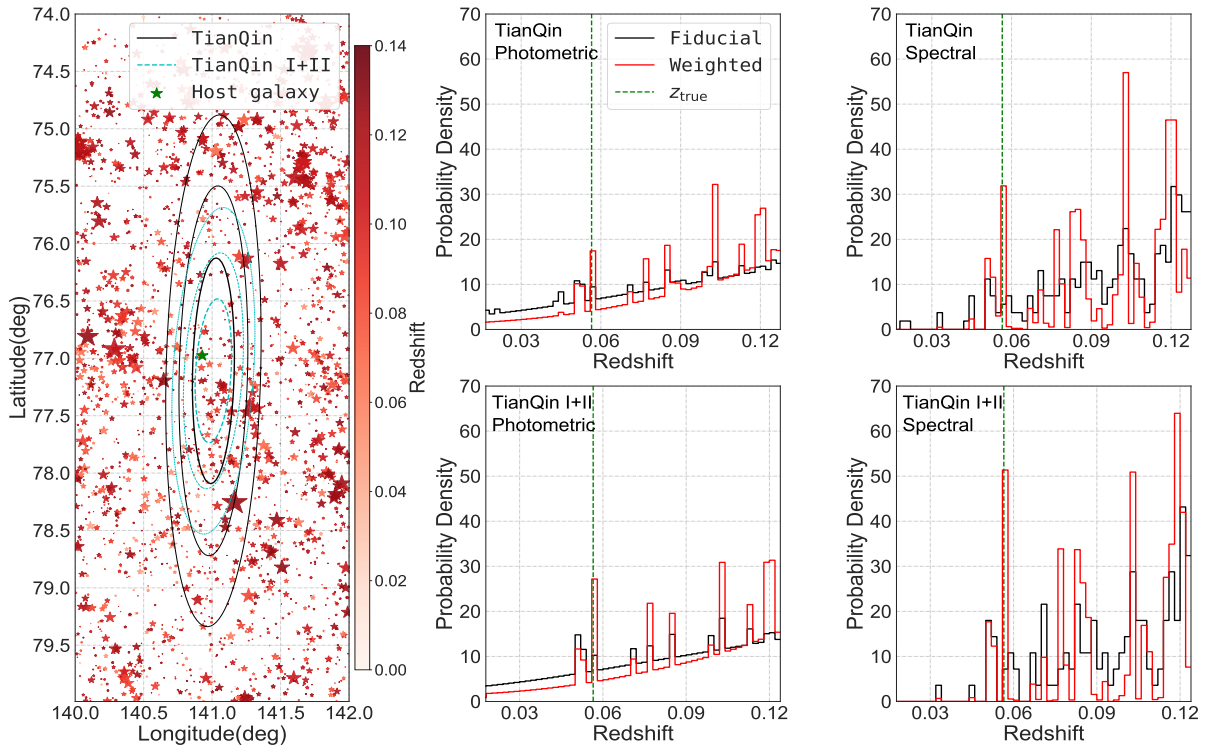 74.0
74.5
75.0
75.5
76.0
76.5
77.0
77.5
78.0
78.5
79.0
79.5
Latitude(deg)
140.0 140.5 141.0 141.5 142.0
Longitude(deg)
TianQin
TianQin I+II
Host galaxy
0.14
0.12
0.10
0.08
0.06
0.04
0.02
0.00
Redshift
70
60
50
40
30
20
10
0
Probability Density
TianQin
Photometric
Fiducial
Weighted
z_true
0.03 0.06 0.09 0.12
Redshift
70
60
50
40
30
20
10
0
Probability Density
TianQin
Spectral
0.03 0.06 0.09 0.12
Redshift
70
60
50
40
30
20
10
0
Probability Density
TianQin I+II
Photometric
0.03 0.06 0.09 0.12
Redshift
70
60
50
40
30
20
10
0
Probability Density
TianQin I+II
Spectral
0.03 0.06 0.09 0.12
Redshift